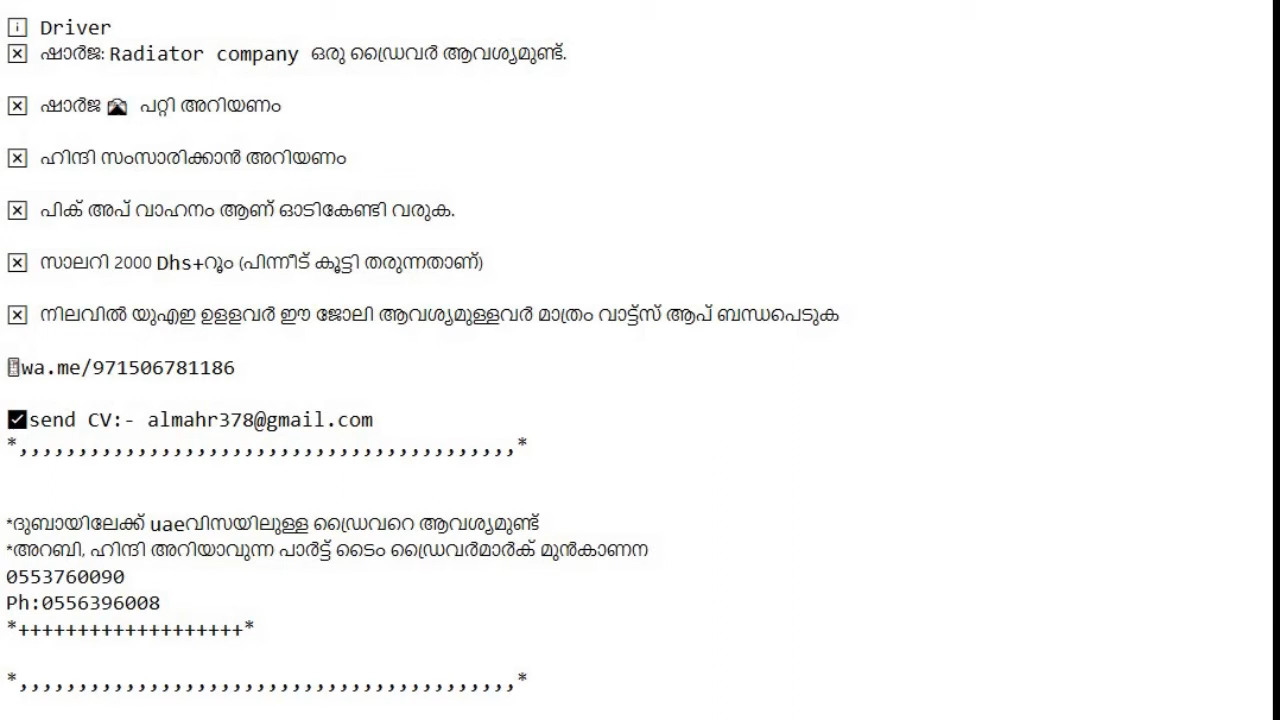 Driver
ഷാർജ: Radiator company ഒരു ഡ്രൈവർ ആവശ്യമുണ്ട്.
ഷാർജ പറ്റി അറിയണം
ഹിന്ദി സംസാരിക്കാൻ അറിയണം
പിക് അപ് വാഹനം ആണ് ഓടികേണ്ടി വരുക.
സാലറി 2000 Dhs+റൂം (പിന്നീട് കൂട്ടി തരുന്നതാണ്)
നിലവിൽ യുഎഇ ഉളളവർ ഈ ജോലി ആവശ്യമുള്ളവർ മാത്രം വാട്ട്സ് ആപ് ബന്ധപെടുക
wa.me/971506781186
send CV:- almahr378@gmail.com
*,,,,,,,,,,,,,,,,,,,,,,,,,,,,,,,,,,,,,,,,,,*
*ദുബായിലേക്ക് uaeവിസയിലുള്ള ഡ്രൈവറെ ആവശ്യമുണ്ട്
*അറബി, ഹിന്ദി അറിയാവുന്ന പാർട്ട് ടൈം ഡ്രൈവർമാർക് മുൻകാണന
0553760090
Ph:0556396008
*+++++++++++++++++++*
*,,,,,,,,,,,,,,,,,,,,,,,,,,,,,,,,,,,,,,,,,,*